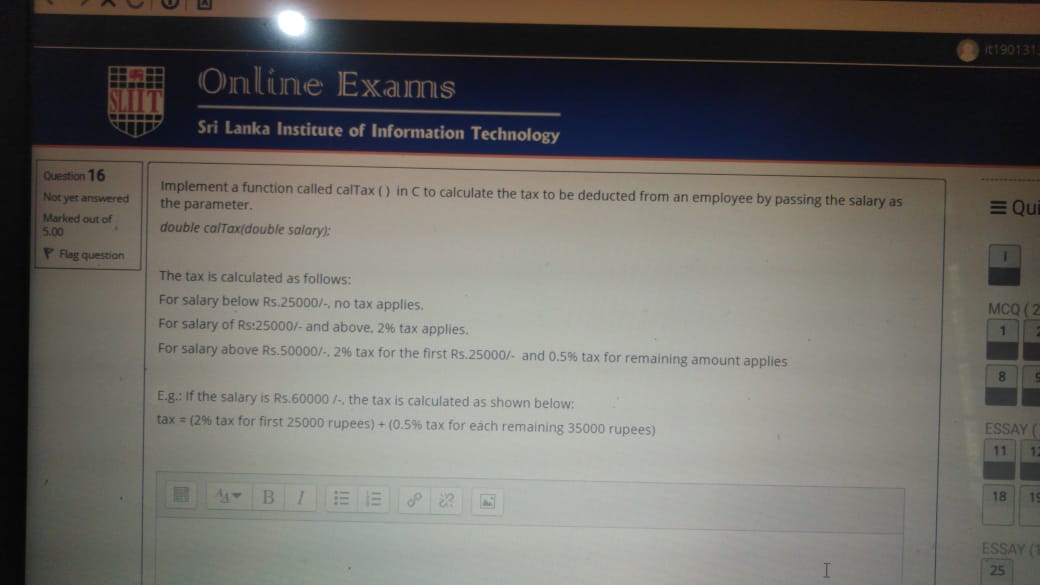 it190131
SLIIT
Online Exams
Sri Lanka Institute of Information Technology
Question 16
Not yet answered
Marked out of
5.00
Flag question
Implement a function called calTax ( ) in C to calculate the tax to be deducted from an employee by passing the salary as
the parameter.
double calTax(double salary);
The tax is calculated as follows:
For salary below Rs.25000/-, no tax applies.
For salary of Rs:25000/- and above, 2% tax applies.
For salary above Rs.50000/-, 2% tax for the first Rs.25000/- and 0.5% tax for remaining amount applies
E.g.: If the salary is Rs.60000 /-, the tax is calculated as shown below:
tax = (2% tax for first 25000 rupees) + (0.5% tax for each remaining 35000 rupees)
B I
Qui
I
MCQ ( 2
1
8
ESSAY (
11 12
18 19
ESSAY (1
25